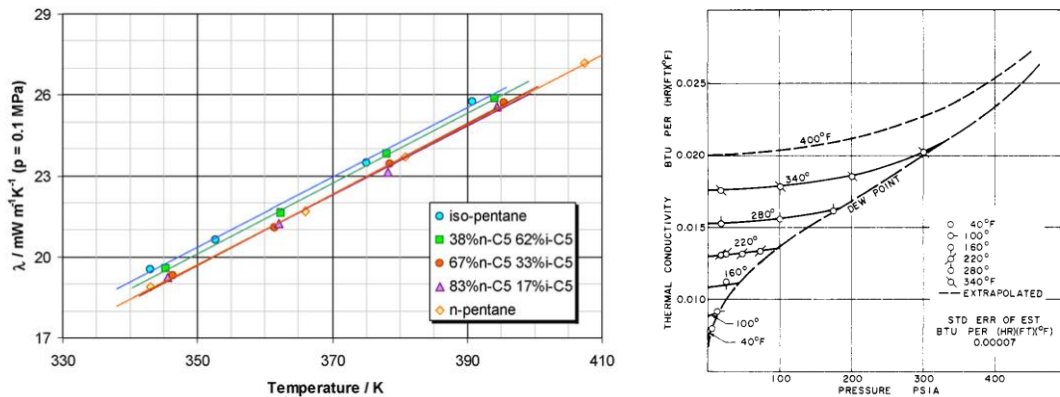 29
27
25
23
21
19
17
330
350
370
390
410
λ / mW m⁻¹K⁻¹ (p = 0.1 MPa)
Temperature / K
iso-pentane
38%n-C5 62%i-C5
67%n-C5 33%i-C5
83%n-C5 17%i-C5
n-pentane
THERMAL CONDUCTIVITY BTU PER (HR)(FT)(°F)
0.025
0.020
0.015
0.010
400°F
340°
280°
220°
160°
100°
40°F
DEW POINT
40°F
100°
160°
220°
280°
340°F
EXTRAPOLATED
STD ERR OF EST
BTU PER (HR)(FT)(°F)
0.00007
100
200
300
400
PRESSURE PSIA